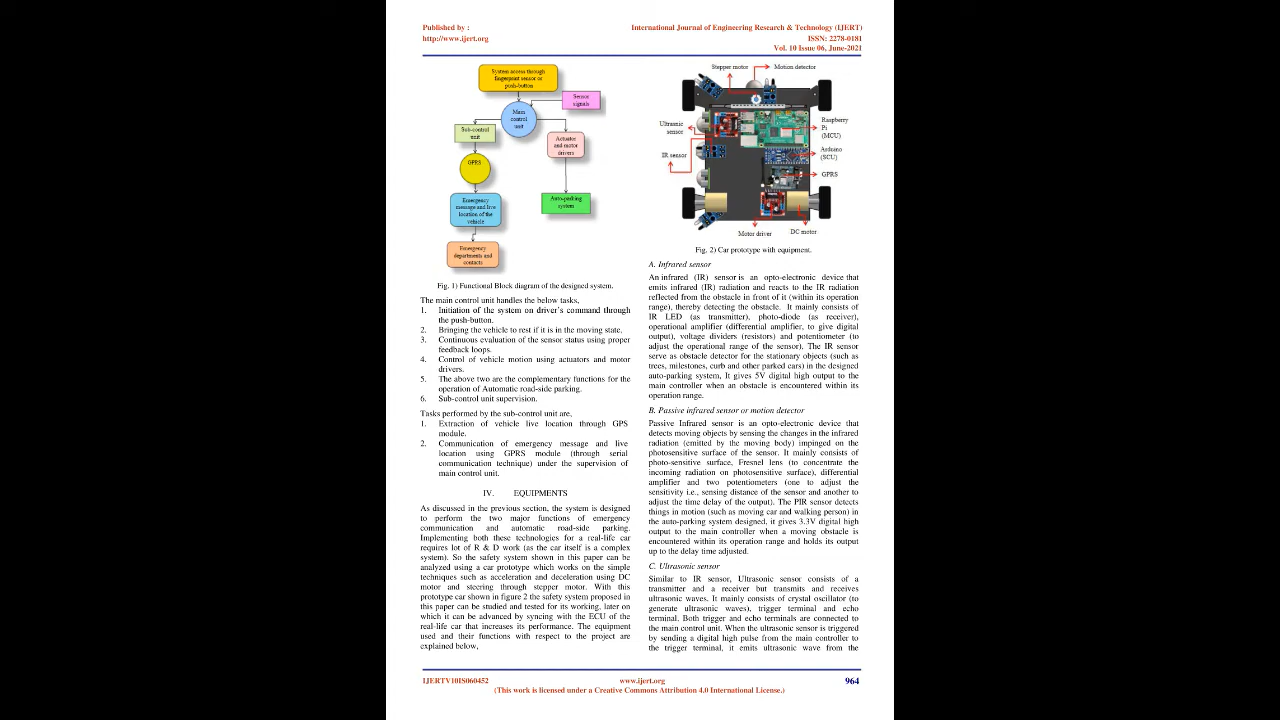 Published by :
http://www.ijert.org
International Journal of Engineering Research & Technology (IJERT)
ISSN: 2278-0181
Vol. 10 Issue 06, June-2021
System access through
fingerprint sensor or
push-button
Sensor
signals
Main
control
unit
Sub-control
unit
Actuator
and motor
drivers
GPRS
Emergency
message and live
location of the
vehicle
Auto-parking
system
Emergency
departments and
contacts
Fig. 1) Functional Block diagram of the designed system.
The main control unit handles the below tasks,
1. Initiation of the system on driver's command through
the push-button.
2. Bringing the vehicle to rest if it is in the moving state.
3. Continuous evaluation of the sensor status using proper
feedback loops.
4. Control of vehicle motion using actuators and motor
drivers.
5. The above two are the complementary functions for the
operation of Automatic road-side parking.
6. Sub-control unit supervision.
Tasks performed by the sub-control unit are,
1. Extraction of vehicle live location through GPS
module.
2. Communication of emergency message and live
location using GPRS module (through serial
communication technique) under the supervision of
main control unit.
IV. EQUIPMENTS
As discussed in the previous section, the system is designed
to perform the two major functions of emergency
communication and automatic road-side parking.
Implementing both these technologies for a real-life car
requires lot of R & D work (as the car itself is a complex
system). So the safety system shown in this paper can be
analyzed using a car prototype which works on the simple
techniques such as acceleration and deceleration using DC
motor and steering through stepper motor. With this
prototype car shown in figure 2 the safety system proposed in
this paper can be studied and tested for its working, later on
which it can be advanced by syncing with the ECU of the
real-life car that increases its performance. The equipment
used and their functions with respect to the project are
explained below,
Stepper motor
Motion detector
Ultrasonic
sensor
IR sensor
Raspberry
Pi
(MCU)
Arduino
(SCU)
GPRS
Motor driver
DC motor
Fig. 2) Car prototype with equipment.
A. Infrared sensor
An infrared (IR) sensor is an opto-electronic device that
emits infrared (IR) radiation and reacts to the IR radiation
reflected from the obstacle in front of it (within its operation
range), thereby detecting the obstacle. It mainly consists of
IR LED (as transmitter), photo-diode (as receiver),
operational amplifier (differential amplifier, to give digital
output), voltage dividers (resistors) and potentiometer (to
adjust the operational range of the sensor). The IR sensor
serve as obstacle detector for the stationary objects (such as
trees, milestones, curb and other parked cars) in the designed
auto-parking system, It gives 5V digital high output to the
main controller when an obstacle is encountered within its
operation range.
B. Passive infrared sensor or motion detector
Passive Infrared sensor is an opto-electronic device that
detects moving objects by sensing the changes in the infrared
radiation (emitted by the moving body) impinged on the
photosensitive surface of the sensor. It mainly consists of
photo-sensitive surface, Fresnel lens (to concentrate the
incoming radiation on photosensitive surface), differential
amplifier and two potentiometers (one to adjust the
sensitivity i.e., sensing distance of the sensor and another to
adjust the time delay of the output). The PIR sensor detects
things in motion (such as moving car and walking person) in
the auto-parking system designed, it gives 3.3V digital high
output to the main controller when a moving obstacle is
encountered within its operation range and holds its output
up to the delay time adjusted.
C. Ultrasonic sensor
Similar to IR sensor, Ultrasonic sensor consists of a
transmitter and a receiver but transmits and receives
ultrasonic waves. It mainly consists of crystal oscillator (to
generate ultrasonic waves), trigger terminal and echo
terminal. Both trigger and echo terminals are connected to
the main control unit. When the ultrasonic sensor is triggered
by sending a digital high pulse from the main controller to
the trigger terminal, it emits ultrasonic wave from the
IJERTV10IS060452
www.ijert.org
964
(This work is licensed under a Creative Commons Attribution 4.0 International License.)